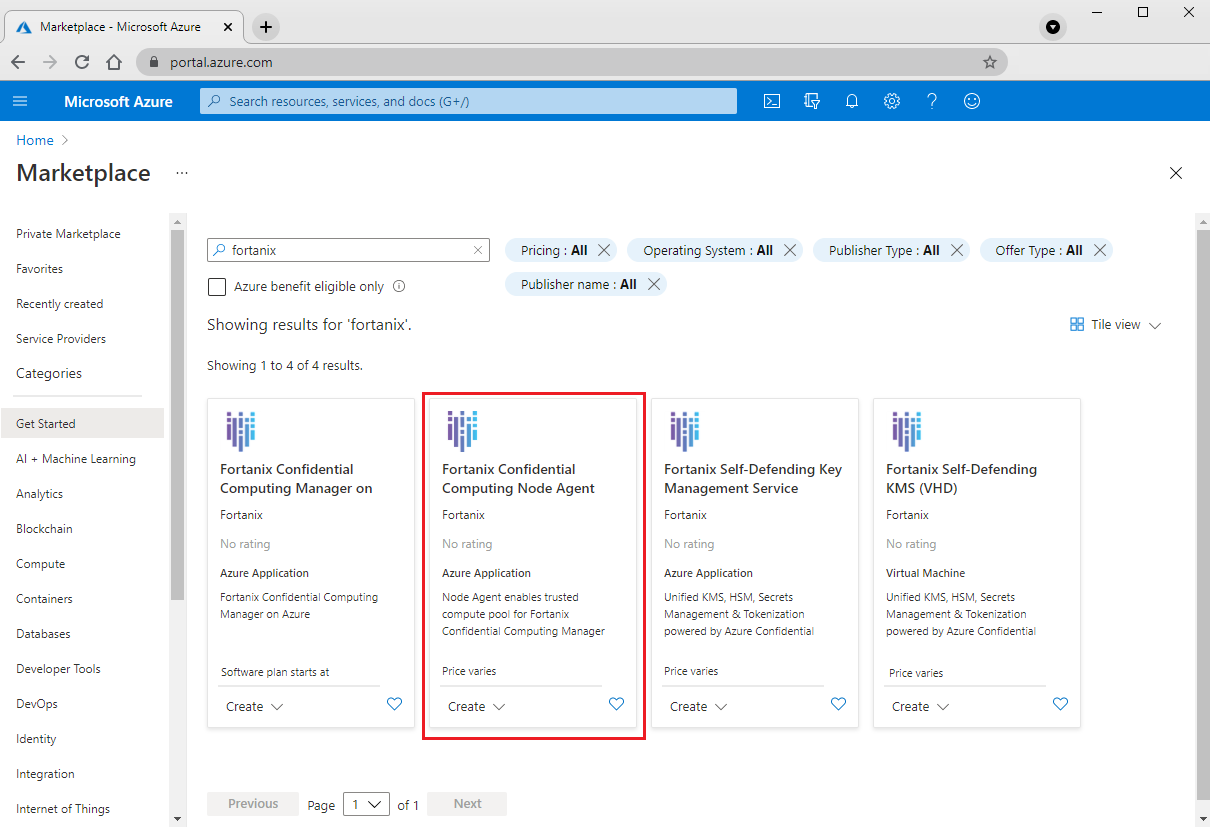 Marketplace - Microsoft Azure
portal.azure.com
Microsoft Azure
Search resources, services, and docs (G+/)
Home
Marketplace
...
Private Marketplace
Favorites
Recently created
Service Providers
Categories
Get Started
AI + Machine Learning
Analytics
Blockchain
Compute
Containers
Databases
Developer Tools
DevOps
Identity
Integration
Internet of Things
fortanix
Pricing : All
Operating System : All
Publisher Type : All
Offer Type : All
Azure benefit eligible only
Publisher name : All
Showing results for 'fortanix'.
Tile view
Showing 1 to 4 of 4 results.
Fortanix Confidential
Computing Manager on
Fortanix
No rating
Azure Application
Fortanix Confidential Computing
Manager on Azure
Software plan starts at
Create
Fortanix Confidential
Computing Node Agent
Fortanix
No rating
Azure Application
Node Agent enables trusted
compute pool for Fortanix
Confidential Computing Manager
Price varies
Create
Fortanix Self-Defending Key
Management Service
Fortanix
No rating
Azure Application
Unified KMS, HSM, Secrets
Management & Tokenization
powered by Azure Confidential
Price varies
Create
Fortanix Self-Defending
KMS (VHD)
Fortanix
No rating
Virtual Machine
Unified KMS, HSM, Secrets
Management & Tokenization
powered by Azure Confidential
Price varies
Create
Previous
Page 1 of 1
Next